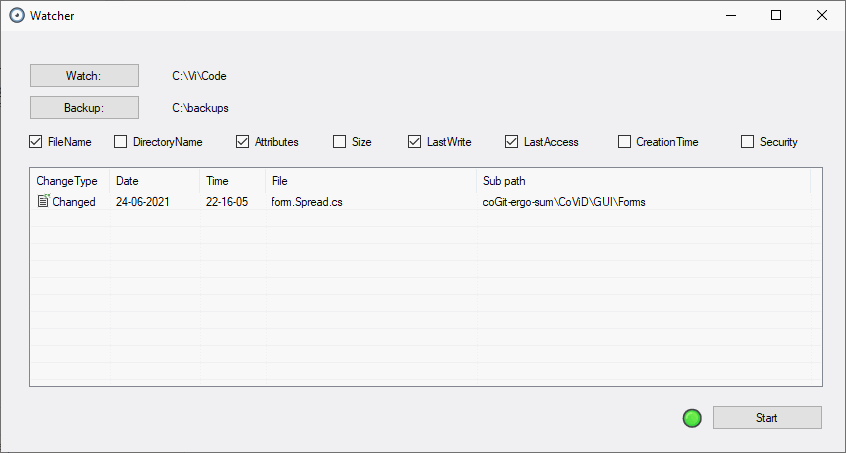 Watcher
Watch: C:\Vi\Code
Backup: C:\backups
FileName DirectoryName Attributes Size LastWrite LastAccess CreationTime Security
ChangeType Date Time File Sub path
Changed 24-06-2021 22-16-05 form.Spread.cs coGit-ergo-sum\CoViD\GUI\Forms
Start